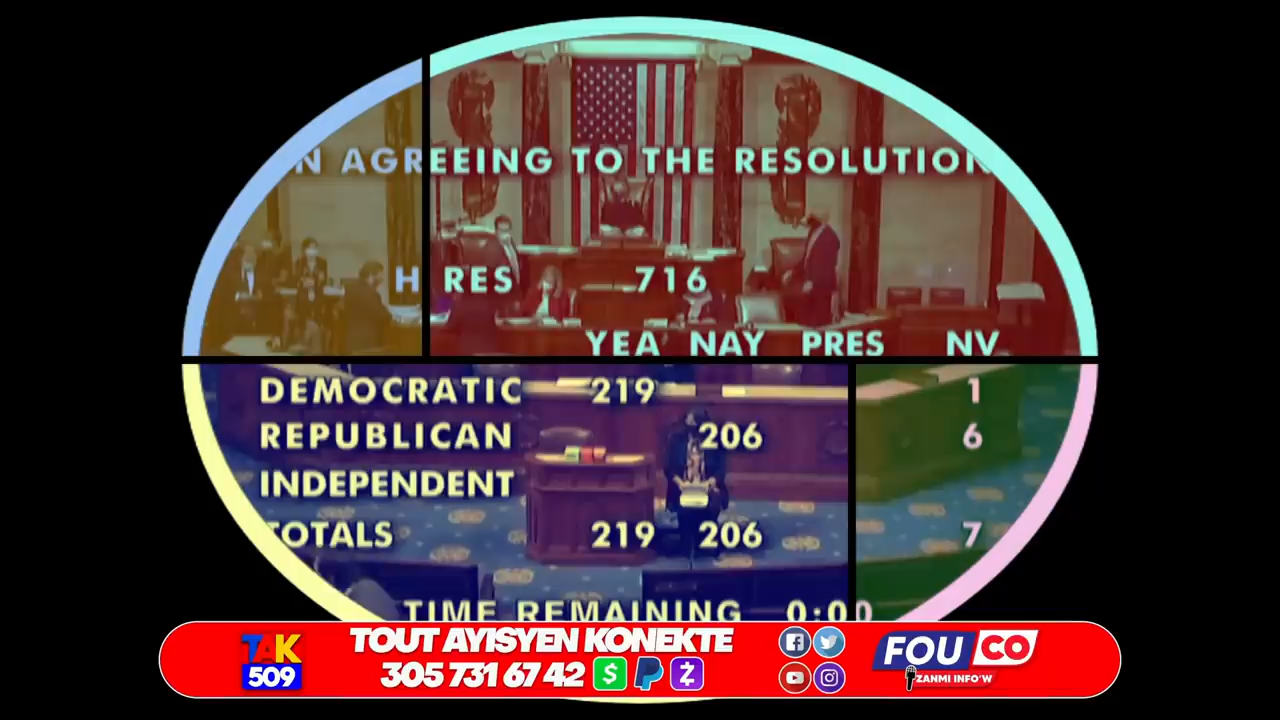 N AGREEING TO THE RESOLUTION
H RES 716
YEA NAY PRES NV
DEMOCRATIC 219 1
REPUBLICAN 206 6
INDEPENDENT
TOTALS 219 206 7
TIME REMAINING 0:00
TAK
509
TOUT AYISYEN KONEKTE
305 731 67 42
FOU CO
ZANMI INFO'W